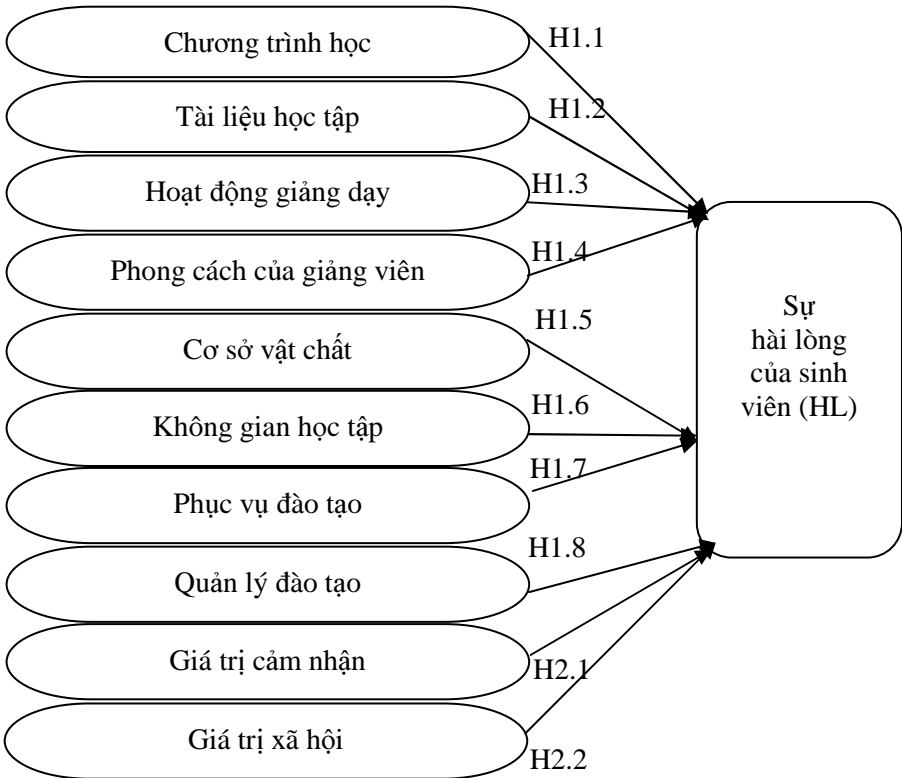 Chương trình học
H1.1
Tài liệu học tập
H1.2
Hoạt động giảng dạy
H1.3
Phong cách của giảng viên
H1.4
Cơ sở vật chất
H1.5
Không gian học tập
H1.6
Phục vụ đào tạo
H1.7
Quản lý đào tạo
H1.8
Giá trị cảm nhận
H2.1
Giá trị xã hội
H2.2
Sự
hài lòng
của sinh
viên (HL)